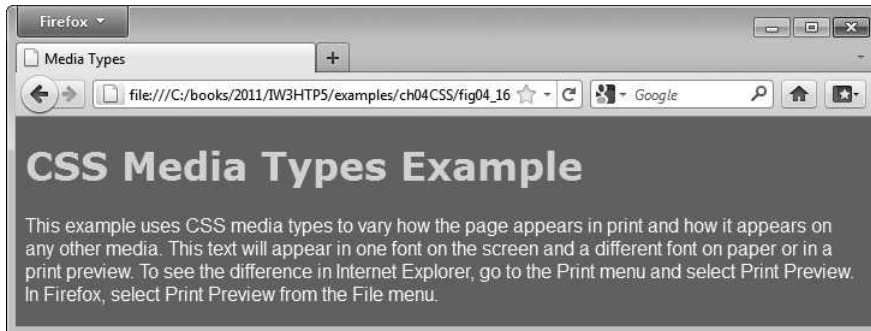 Firefox
Media Types
+
file:///C:/books/2011/IW3HTP5/examples/ch04CSS/fig04_16
Google
CSS Media Types Example
This example uses CSS media types to vary how the page appears in print and how it appears on
any other media. This text will appear in one font on the screen and a different font on paper or in a
print preview. To see the difference in Internet Explorer, go to the Print menu and select Print Preview.
In Firefox, select Print Preview from the File menu.